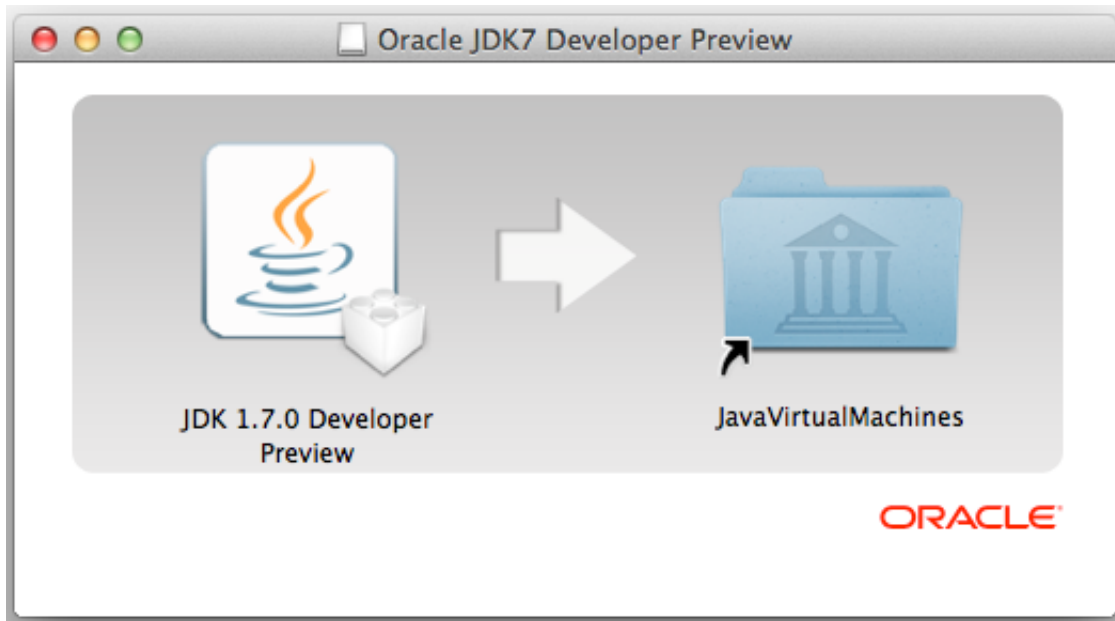 Oracle JDK7 Developer Preview
JDK 1.7.0 Developer
Preview
JavaVirtualMachines
ORACLE